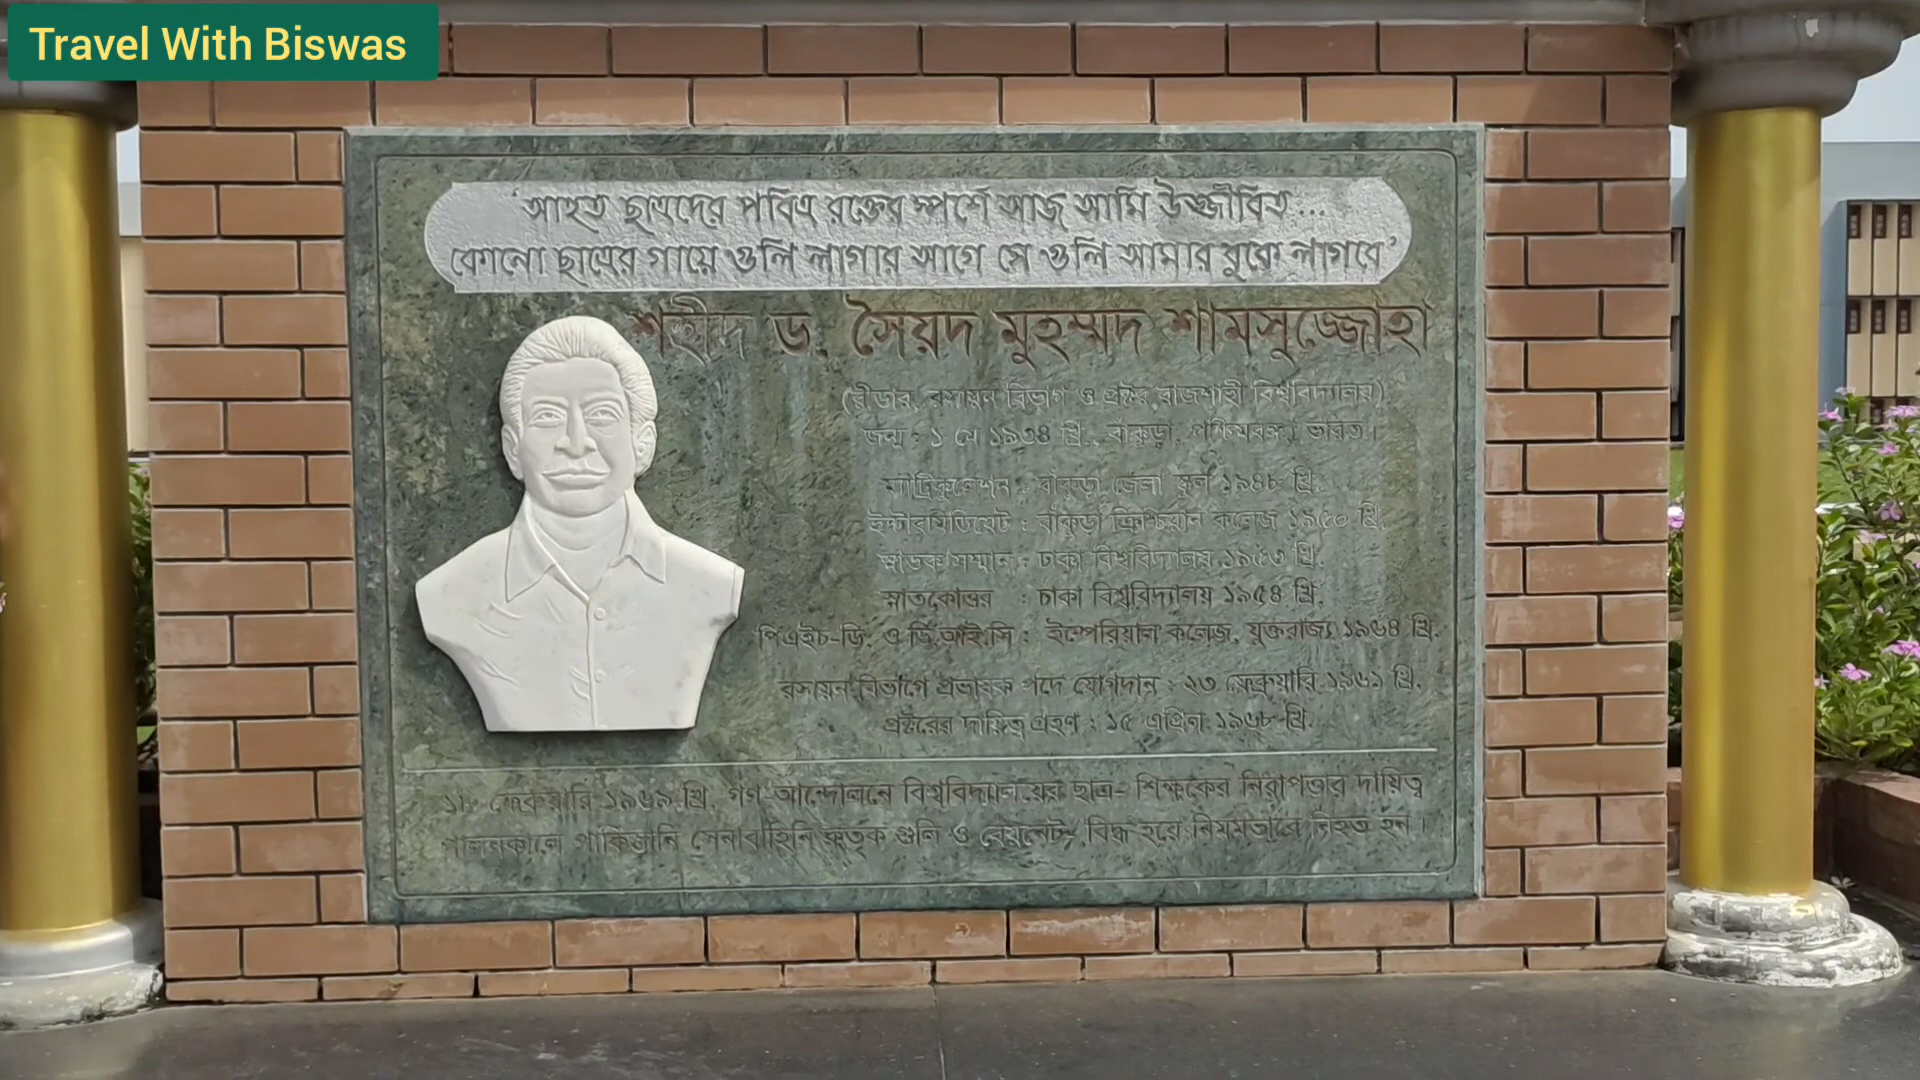 Travel With Biswas
‘আহত ছাত্রদের পবিত্র রক্তের স্পর্শে আজ আমি উজ্জীবিত...
কোনো ছাত্রের গায়ে গুলি লাগার আগে সে গুলি আমার বুকে লাগবে’
শহীদ ড. সৈয়দ মুহম্মদ শামসুজ্জোহা
(রীডার, রসায়ন বিভাগ ও প্রক্টর রাজশাহী বিশ্ববিদ্যালয়)
জন্ম : ১ মে ১৯৩৪ খ্রি., বাঁকুড়া, পশ্চিমবঙ্গ, ভারত।
ম্যাট্রিকুলেশন : বাঁকুড়া জেলা স্কুল ১৯৪৮ খ্রি.
ইন্টারমিডিয়েট : বাঁকুড়া ক্রিশ্চিয়ান কলেজ ১৯৫০ খ্রি.
স্নাতক সম্মান : ঢাকা বিশ্ববিদ্যালয় ১৯৫৩ খ্রি.
স্নাতকোত্তর : ঢাকা বিশ্ববিদ্যালয় ১৯৫৪ খ্রি.
পিএইচ-ডি. ও ডি.আই.সি : ইম্পেরিয়াল কলেজ, যুক্তরাজ্য ১৯৬৪ খ্রি.
রসায়ন বিভাগে প্রভাষক পদে যোগদান : ২৩ ফেব্রুয়ারি ১৯৬১ খ্রি.
প্রক্টরের দায়িত্ব গ্রহণ : ১৫ এপ্রিল ১৯৬৮ খ্রি.
১৮ ফেব্রুয়ারি ১৯৬৯ খ্রি. গণ-আন্দোলনে বিশ্ববিদ্যালয়ের ছাত্র- শিক্ষকের নিরাপত্তার দায়িত্ব
পালনকালে পাকিস্তানি সেনাবাহিনি কতৃক গুলি ও বেয়নেট- বিদ্ধ হয়ে নির্মমভাবে নিহত হন।